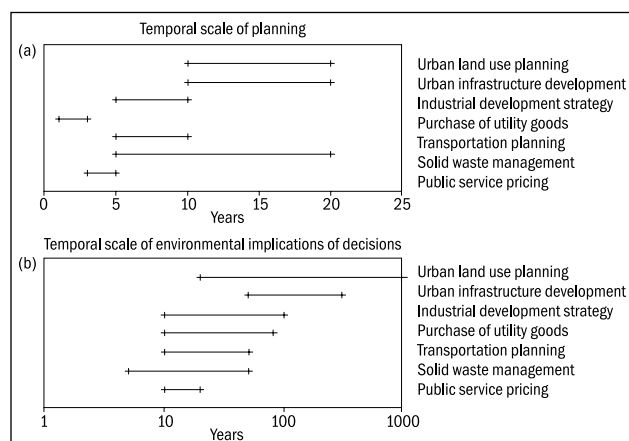 Temporal scale of planning
(a)
Urban land use planning
Urban infrastructure development
Industrial development strategy
Purchase of utility goods
Transportation planning
Solid waste management
Public service pricing
0 5 10 15 20 25
Years
Temporal scale of environmental implications of decisions
(b)
Urban land use planning
Urban infrastructure development
Industrial development strategy
Purchase of utility goods
Transportation planning
Solid waste management
Public service pricing
1 10 100 1000
Years